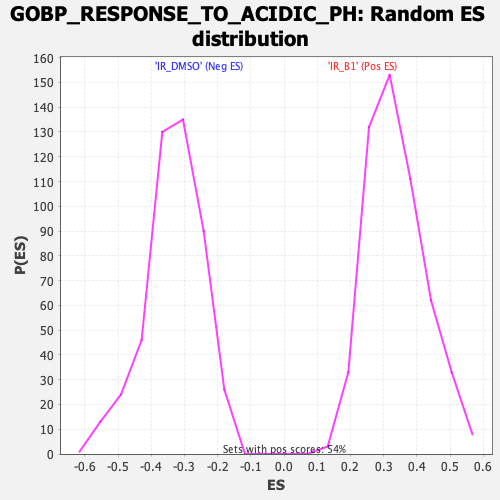 GOBP_RESPONSE_TO_ACIDIC_PH: Random ES
distribution
'IR_DMSO' (Neg ES)
'IR_B1' (Pos ES)
160
150
140
130
120
110
100
90
80
70
60
50
40
30
20
10
0
P(ES)
Sets with pos scores: 54%
-0.6 -0.5 -0.4 -0.3 -0.2 -0.1 0.0 0.1 0.2 0.3 0.4 0.5 0.6
ES